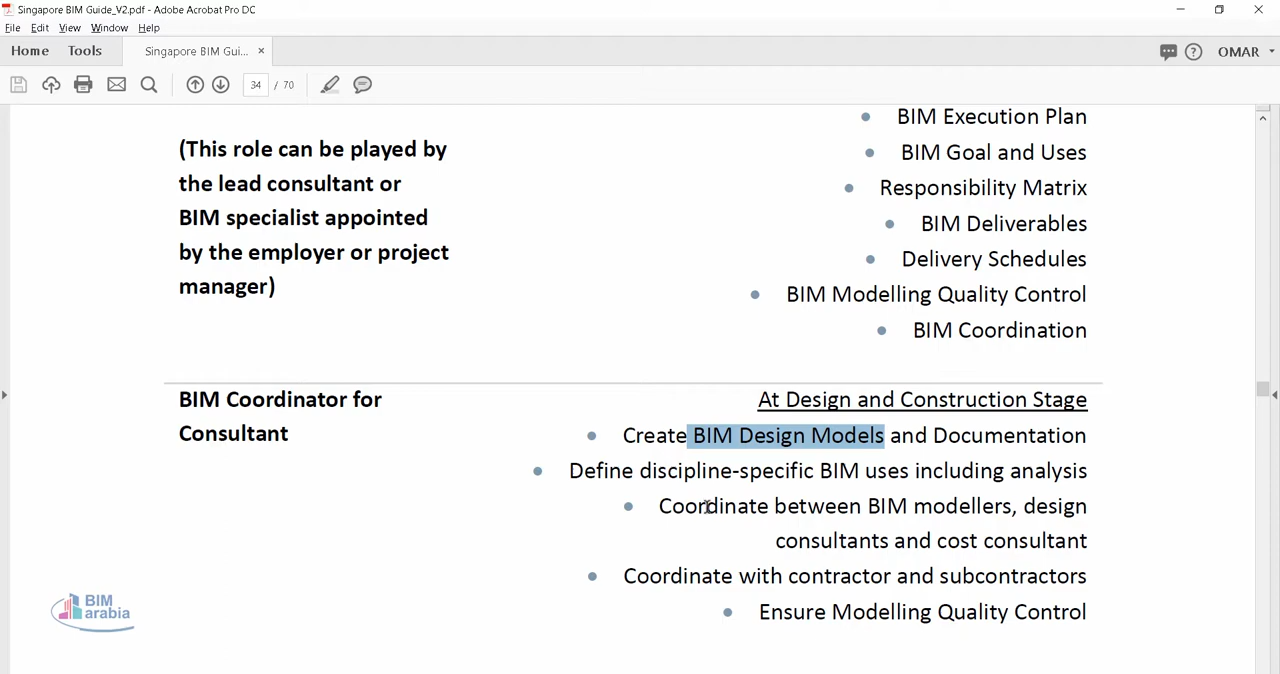 Singapore BIM Guide_V2.pdf - Adobe Acrobat Pro DC
File Edit View Window Help
Home Tools Singapore BIM Gui... × OMAR
34 / 70
(This role can be played by
the lead consultant or
BIM specialist appointed
by the employer or project
manager)
• BIM Execution Plan
• BIM Goal and Uses
• Responsibility Matrix
• BIM Deliverables
• Delivery Schedules
• BIM Modelling Quality Control
• BIM Coordination
BIM Coordinator for
Consultant
At Design and Construction Stage
• Create BIM Design Models and Documentation
• Define discipline-specific BIM uses including analysis
• Coordinate between BIM modellers, design
consultants and cost consultant
• Coordinate with contractor and subcontractors
• Ensure Modelling Quality Control
BIM
arabia